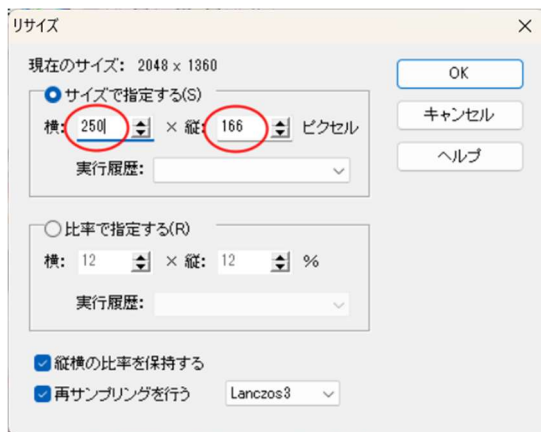 リサイズ
現在のサイズ: 2048 x 1360
サイズで指定する(S)
横: 250 × 縦: 166 ピクセル
実行履歴:
比率で指定する(R)
横: 12 × 縦: 12 %
実行履歴:
縦横の比率を保持する
再サンプリングを行う Lanczos3
OK
キャンセル
ヘルプ